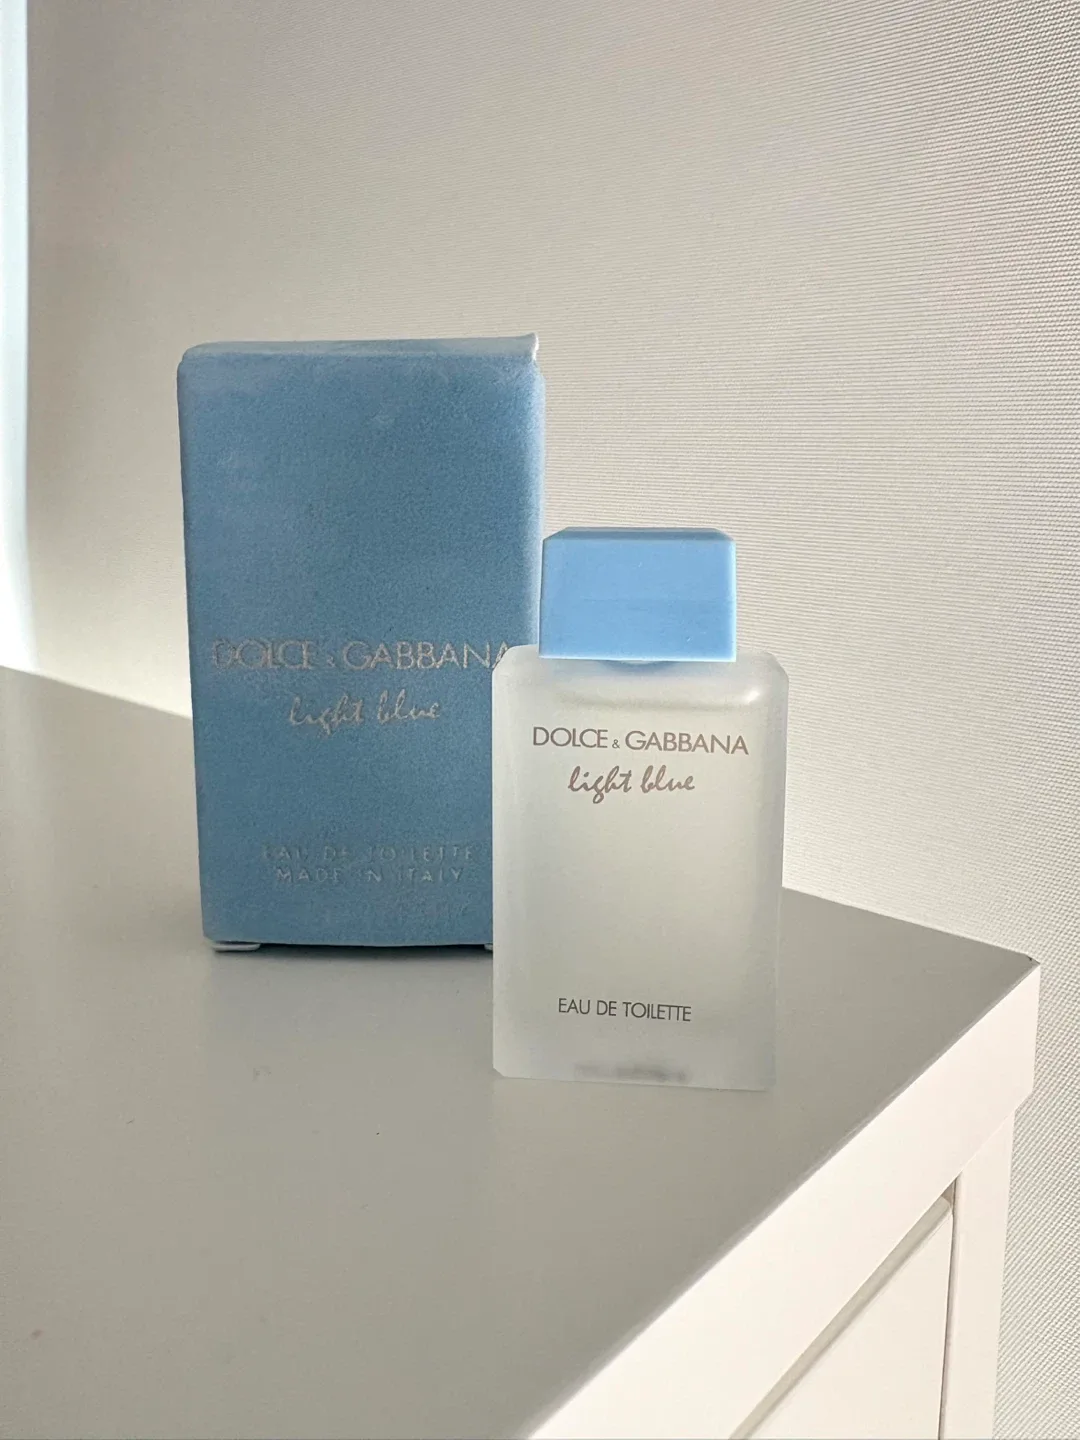 DOLCE & GABBANA
light blue
EAU DE TOILETTE
MADE IN ITALY
DOLCE & GABBANA
light blue
EAU DE TOILETTE